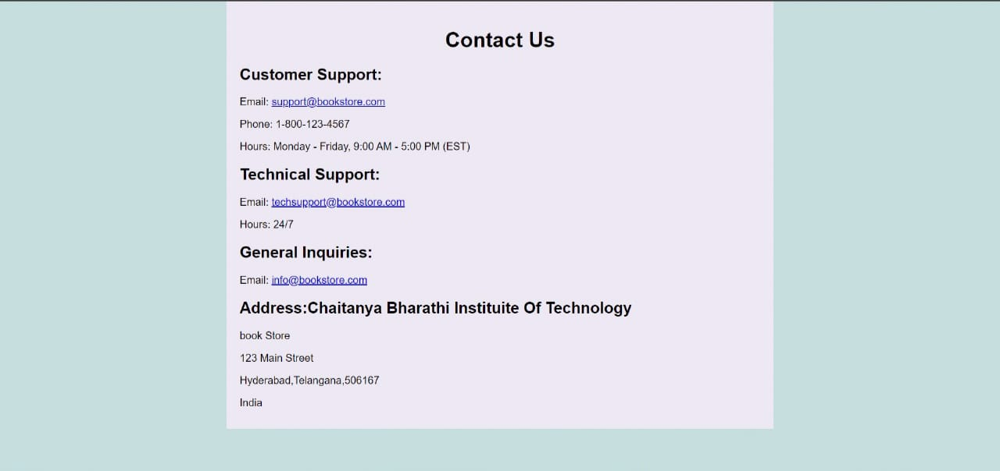 Contact Us
Customer Support:
Email: support@bookstore.com
Phone: 1-800-123-4567
Hours: Monday - Friday, 9:00 AM - 5:00 PM (EST)
Technical Support:
Email: techsupport@bookstore.com
Hours: 24/7
General Inquiries:
Email: info@bookstore.com
Address:Chaitanya Bharathi Instituite Of Technology
book Store
123 Main Street
Hyderabad,Telangana,506167
India